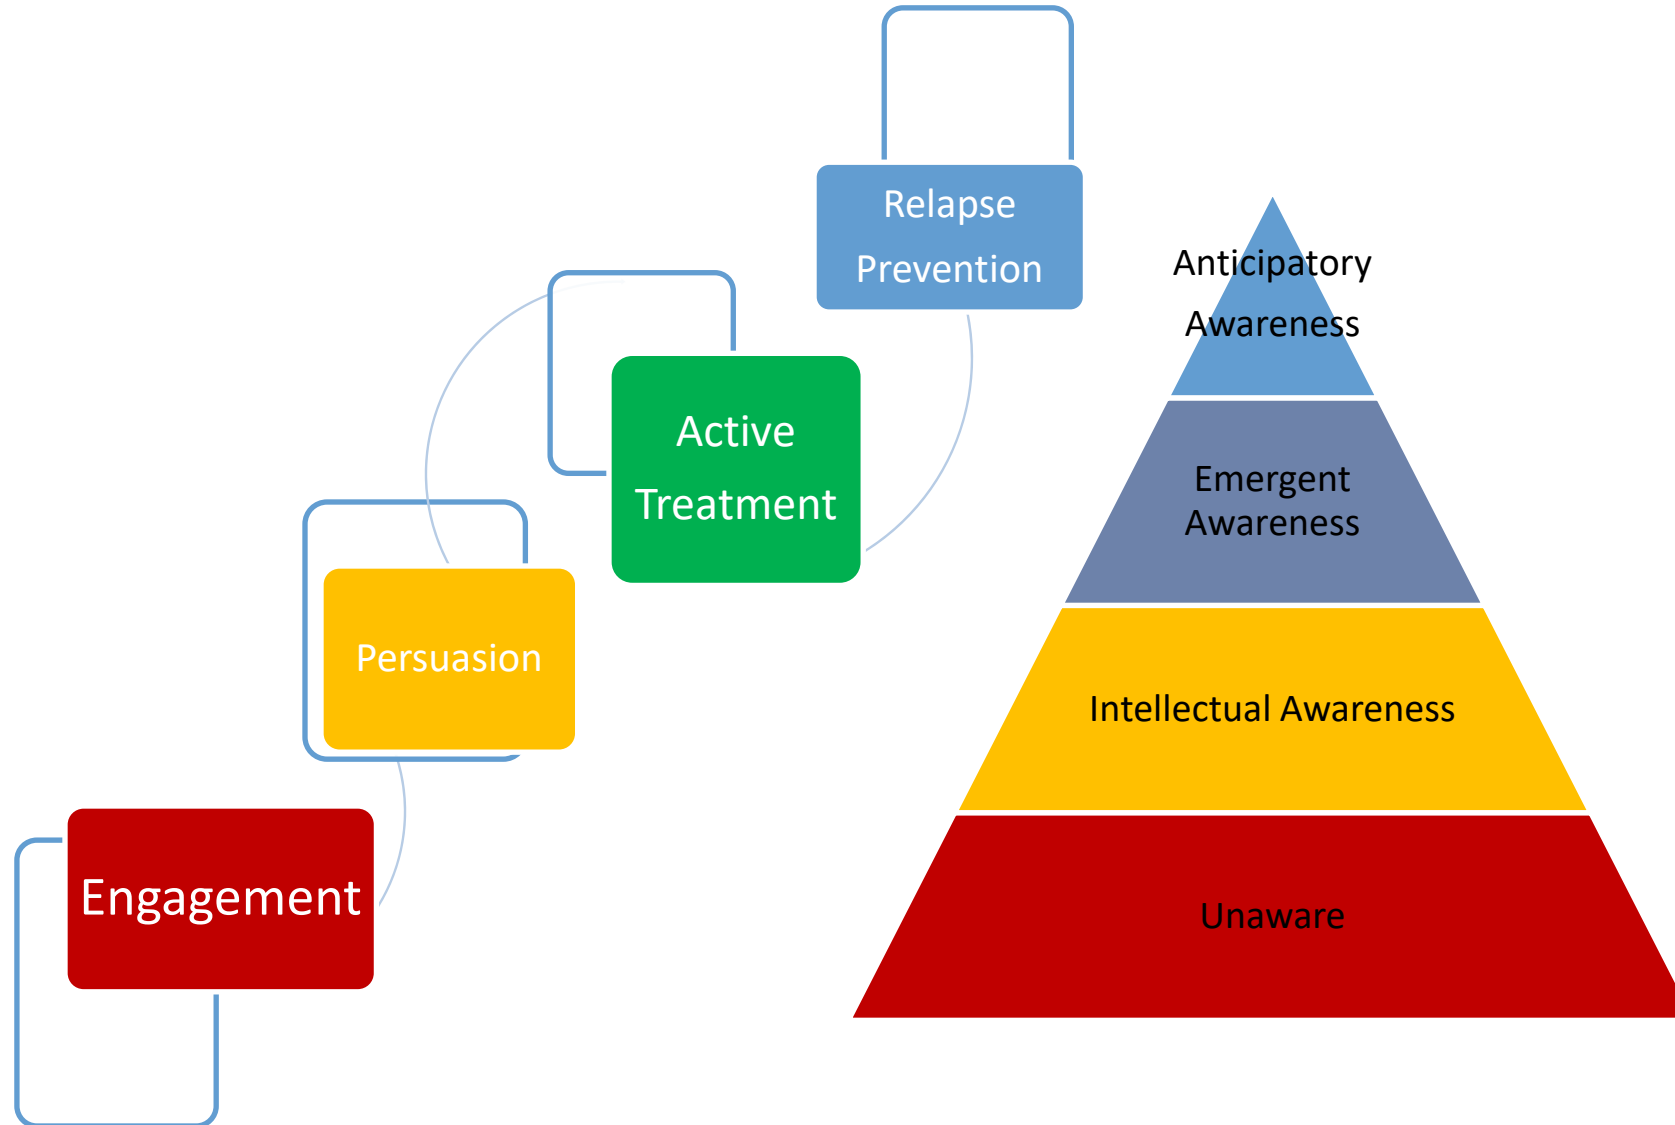 Relapse
Prevention
Active
Treatment
Persuasion
Engagement
Anticipatory
Awareness
Emergent
Awareness
Intellectual Awareness
Unaware